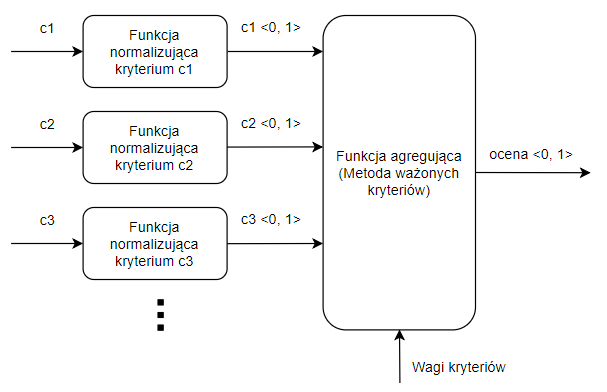 c1
Funkcja
normalizująca
kryterium c1
c1 <0, 1>
c2
Funkcja
normalizująca
kryterium c2
c2 <0, 1>
c3
Funkcja
normalizująca
kryterium c3
c3 <0, 1>
Funkcja agregująca
(Metoda ważonych
kryteriów)
ocena <0, 1>
Wagi kryteriów